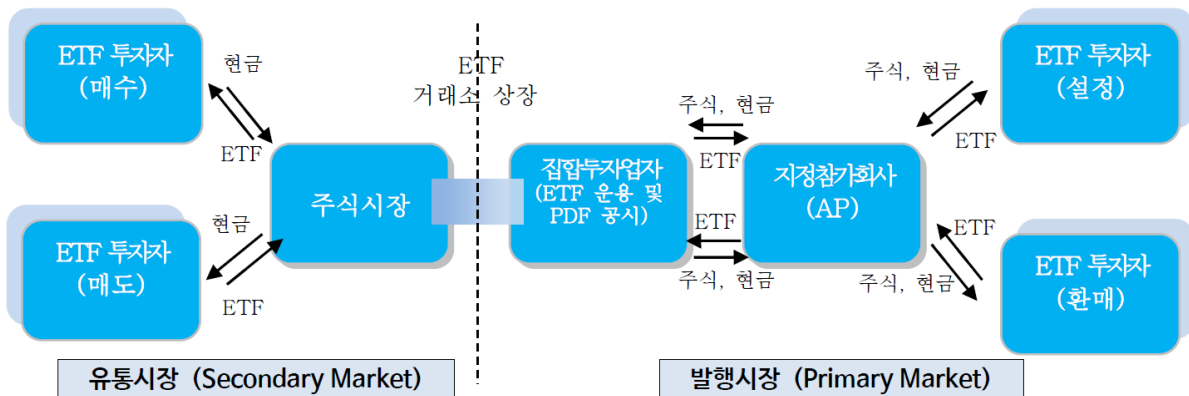 ETF 투자자
(매수)
현금
ETF
ETF 투자자
(매도)
현금
ETF
주식시장
ETF
거래소 상장
집합투자업자
(ETF 운용 및
PDF 공시)
주식, 현금
ETF
ETF
주식, 현금
지정참가회사
(AP)
주식, 현금
ETF
ETF 투자자
(설정)
ETF
주식, 현금
ETF 투자자
(환매)
유통시장 (Secondary Market)
발행시장 (Primary Market)